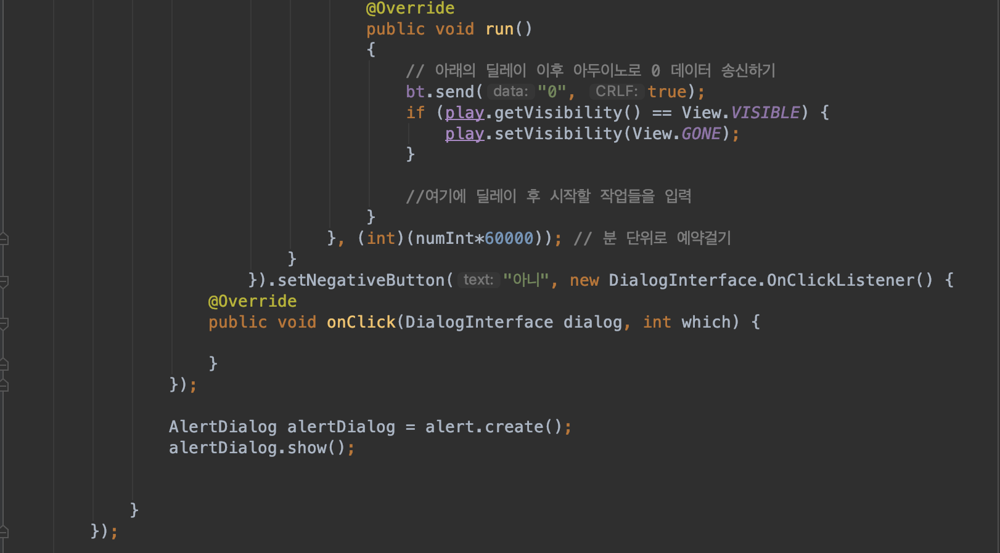 @Override
public void run()
{
// 아래의 딜레이 이후 아두이노로 0 데이터 송신하기
bt.send( data: "0", CRLF: true);
if (play.getVisibility() == View.VISIBLE) {
play.setVisibility(View.GONE);
}
//여기에 딜레이 후 시작할 작업들을 입력
}
}, (int)(numInt*60000)); // 분 단위로 예약걸기
}
}).setNegativeButton( text: "아니", new DialogInterface.OnClickListener() {
@Override
public void onClick(DialogInterface dialog, int which) {
}
});
AlertDialog alertDialog = alert.create();
alertDialog.show();
}
});